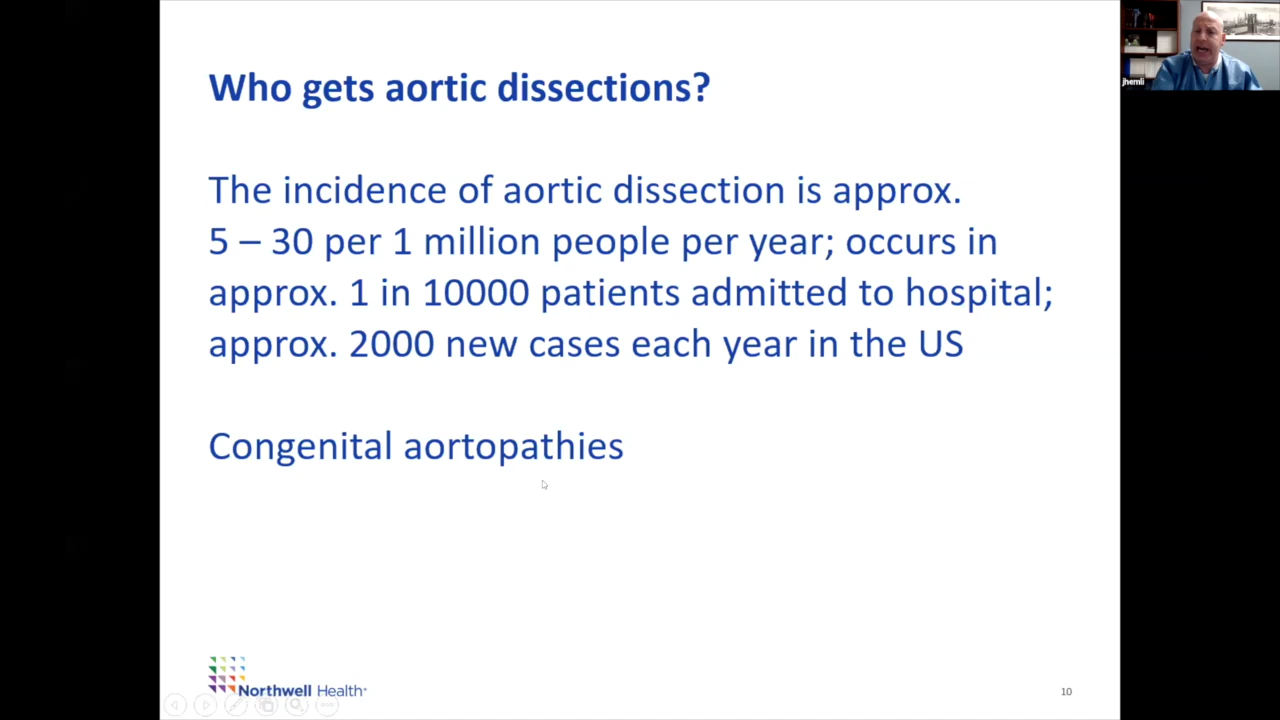 Who gets aortic dissections?
The incidence of aortic dissection is approx.
5 – 30 per 1 million people per year; occurs in
approx. 1 in 10000 patients admitted to hospital;
approx. 2000 new cases each year in the US
Congenital aortopathies
Northwell Health
10
jhemli